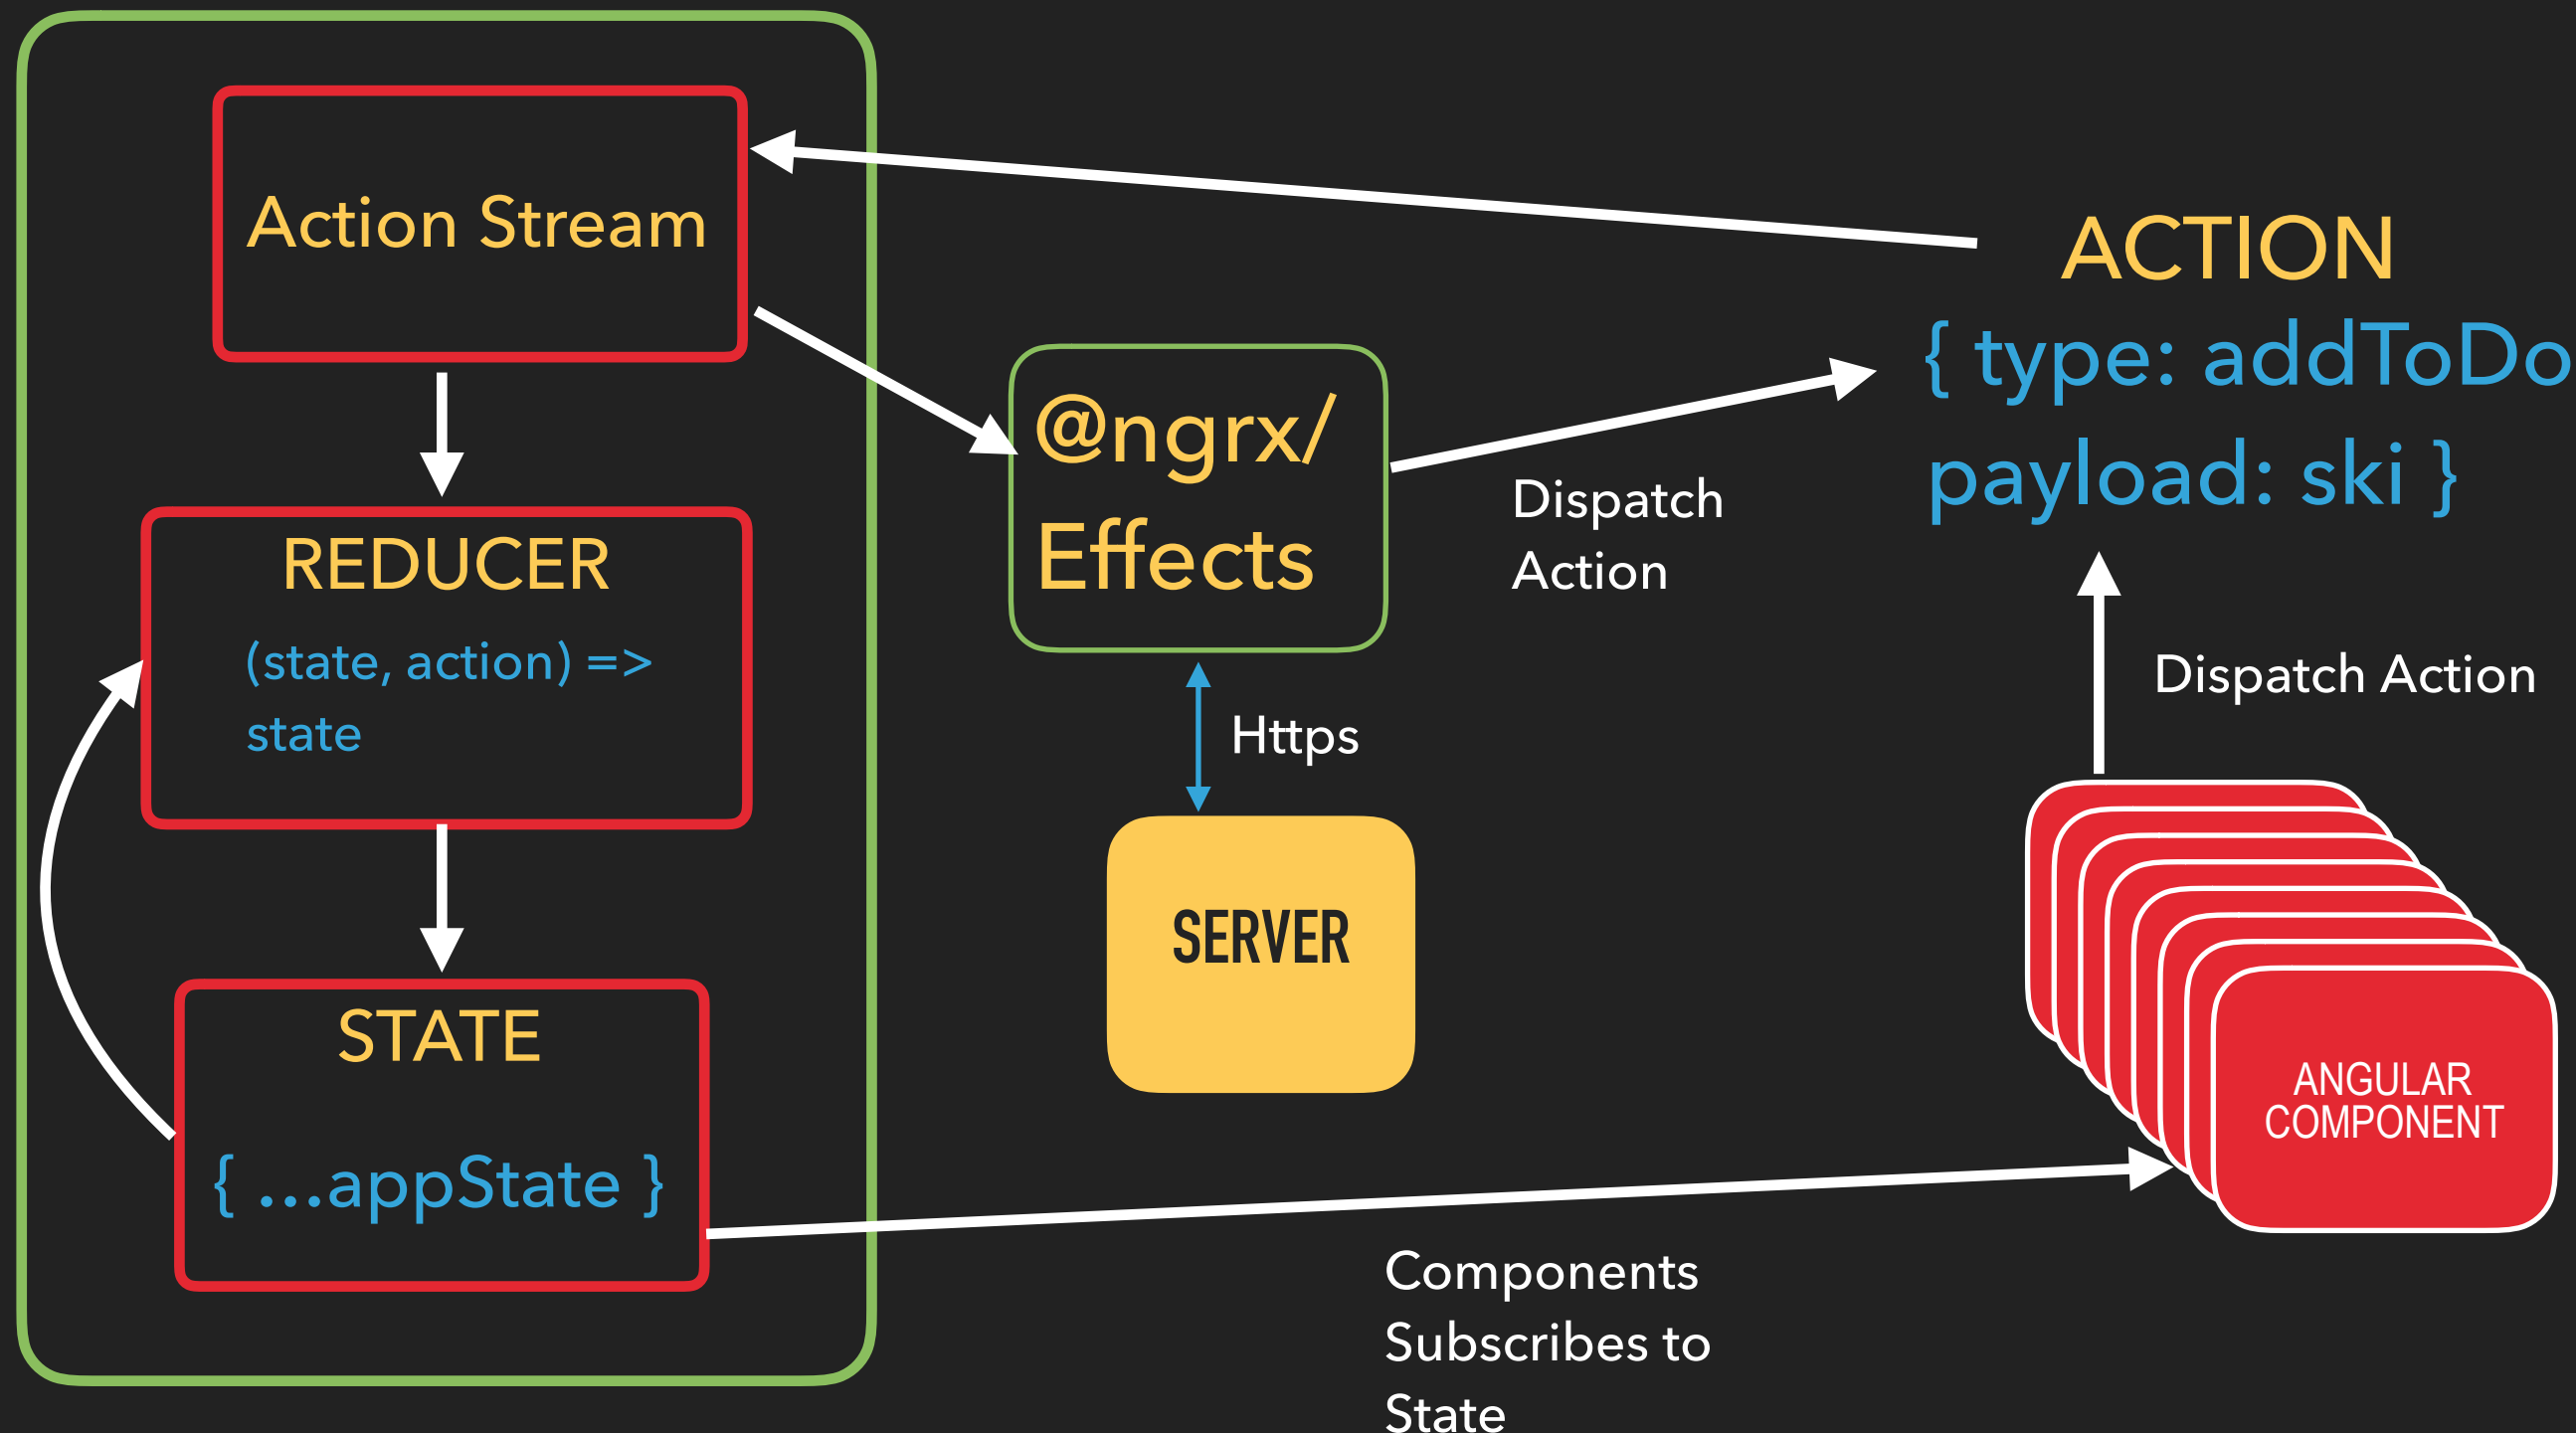 Action Stream
ACTION
{ type: addToDo
payload: ski }
@ngrx/
Effects
Dispatch
Action
REDUCER
(state, action) =>
state
Dispatch Action
Https
SERVER
STATE
{ ...appState }
ANGULAR
COMPONENT
Components
Subscribes to
State